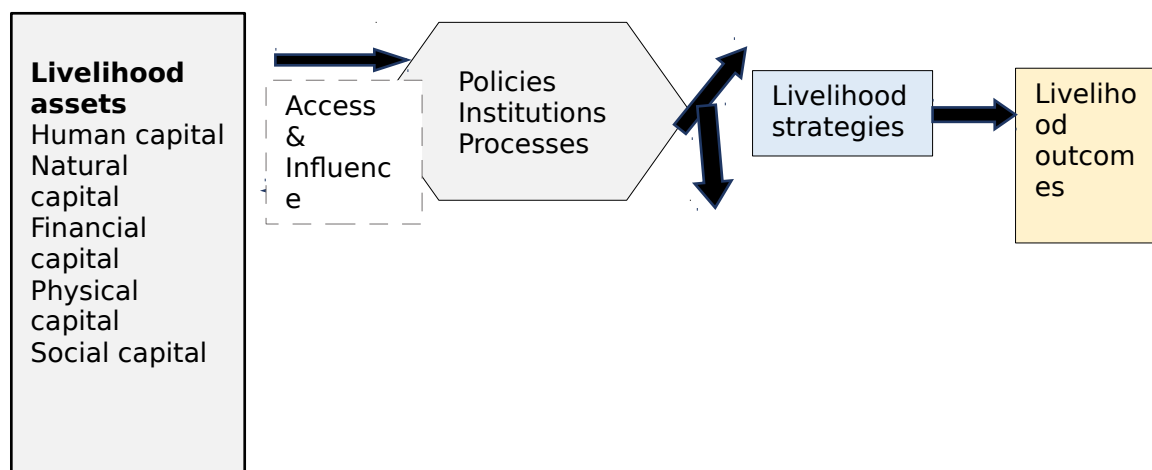 Livelihood
assets
Human capital
Natural
capital
Financial
capital
Physical
capital
Social capital
Access
&
Influenc
e
Policies
Institutions
Processes
Livelihood
strategies
Liveliho
od
outcom
es